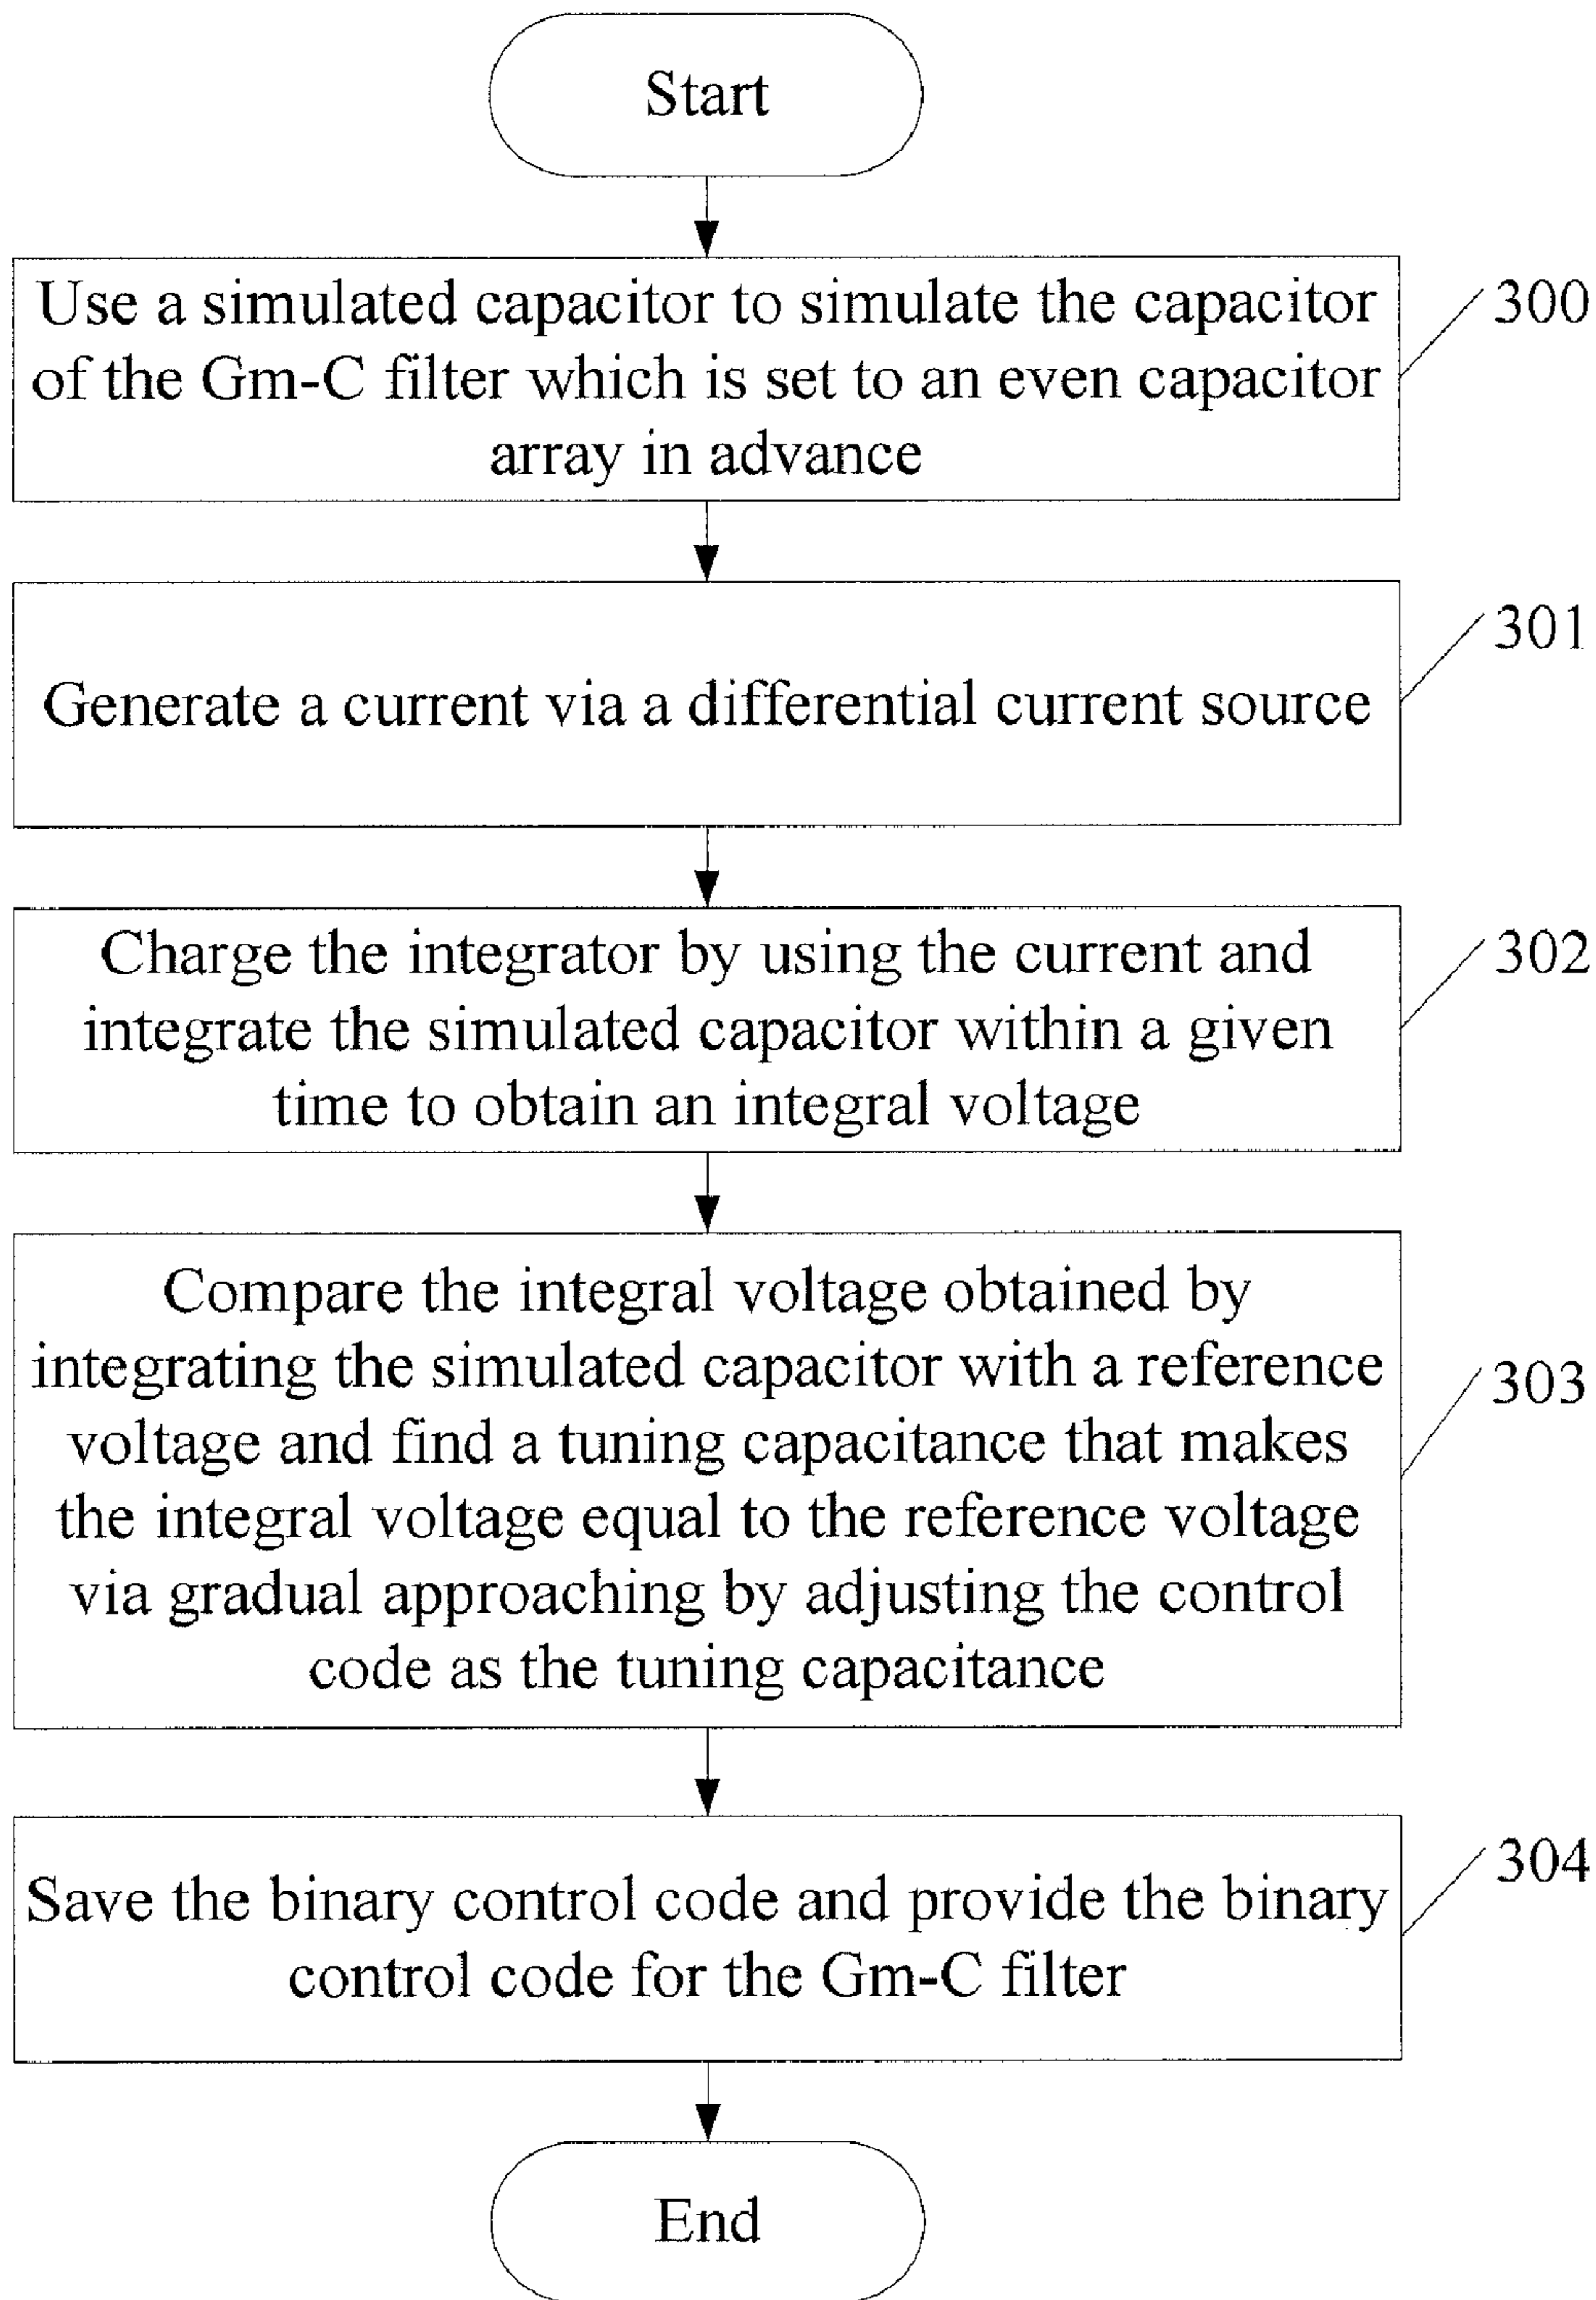 Start
Use a simulated capacitor to simulate the capacitor
of the Gm-C filter which is set to an even capacitor
array in advance
300
Generate a current via a differential current source
301
Charge the integrator by using the current and
integrate the simulated capacitor within a given
time to obtain an integral voltage
302
Compare the integral voltage obtained by
integrating the simulated capacitor with a reference
voltage and find a tuning capacitance that makes
the integral voltage equal to the reference voltage
via gradual approaching by adjusting the control
code as the tuning capacitance
303
Save the binary control code and provide the binary
control code for the Gm-C filter
304
End